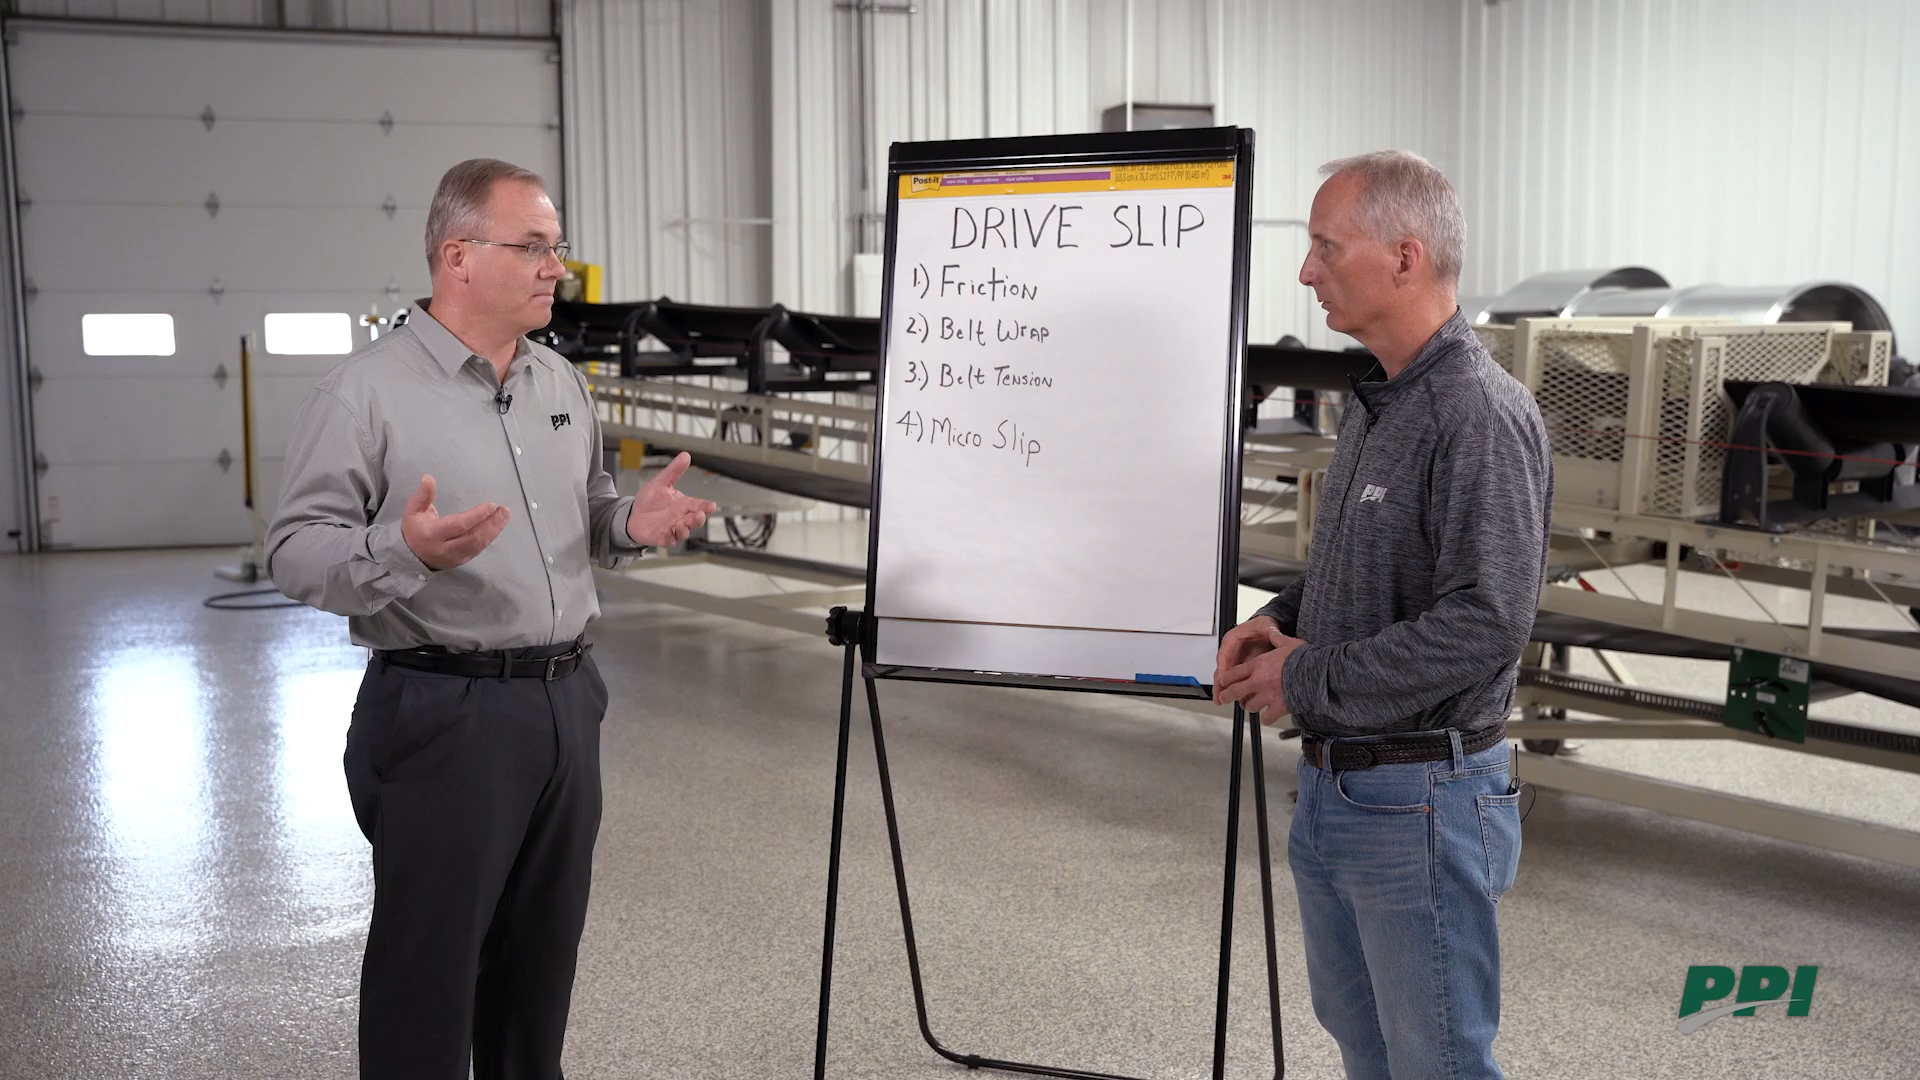 Post-it
DRIVE SLIP
1.) Friction
2.) Belt Wrap
3.) Belt Tension
4.) Micro Slip
PPI
PPI
PPI